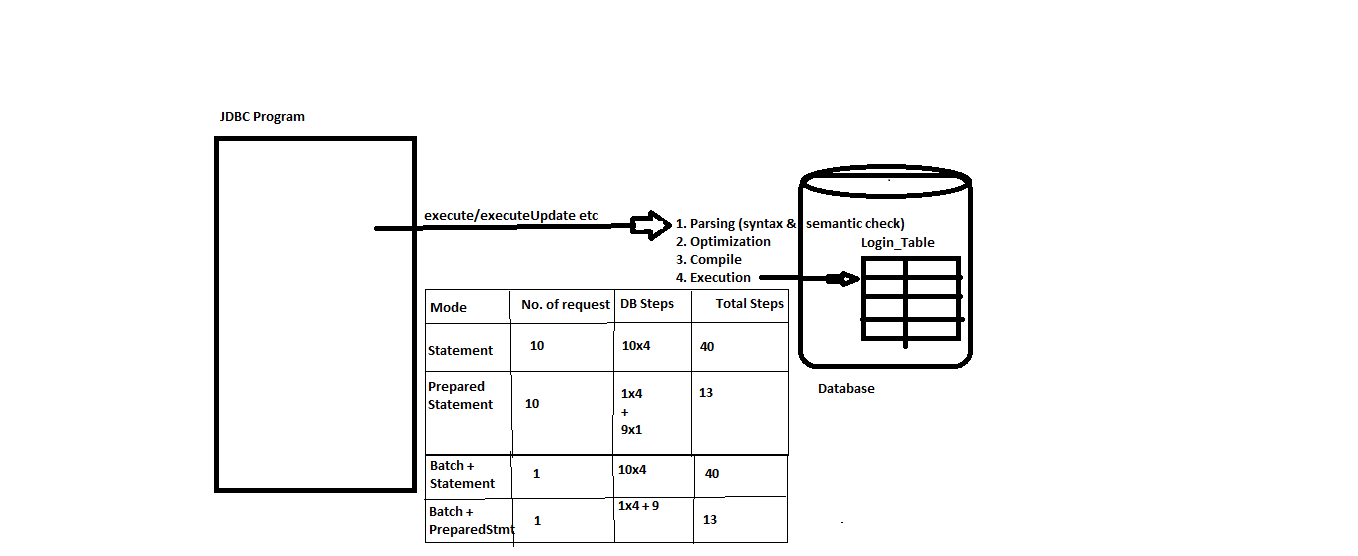 JDBC Program
execute/executeUpdate etc
1. Parsing (syntax & semantic check)
2. Optimization
3. Compile
4. Execution
Login_Table
Database
Mode No. of request DB Steps Total Steps
Statement 10 10x4 40
Prepared
Statement
10
1x4
+
9x1
13
Batch +
Statement
1
10x4
40
Batch +
PreparedStmt
1
1x4 + 9
13